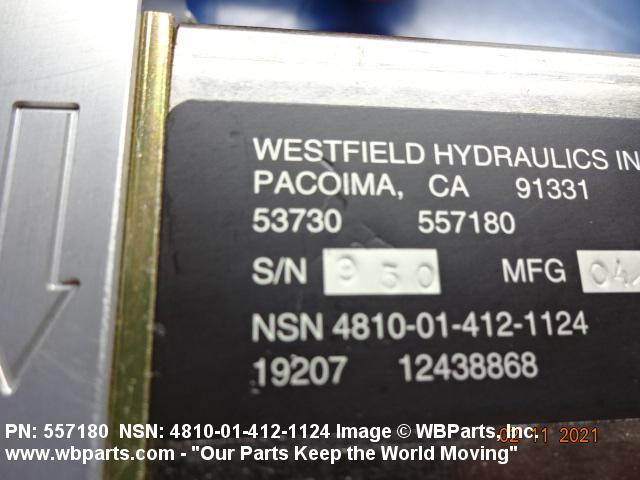 WESTFIELD HYDRAULICS IN
PACOIMA, CA 91331
53730 557180
S/N 950 MFG 04/
NSN 4810-01-412-1124
19207 12438868
PN: 557180 NSN: 4810-01-412-1124 Image © WBParts, Inc.
02 11 2021
www.wbparts.com - "Our Parts Keep the World Moving"